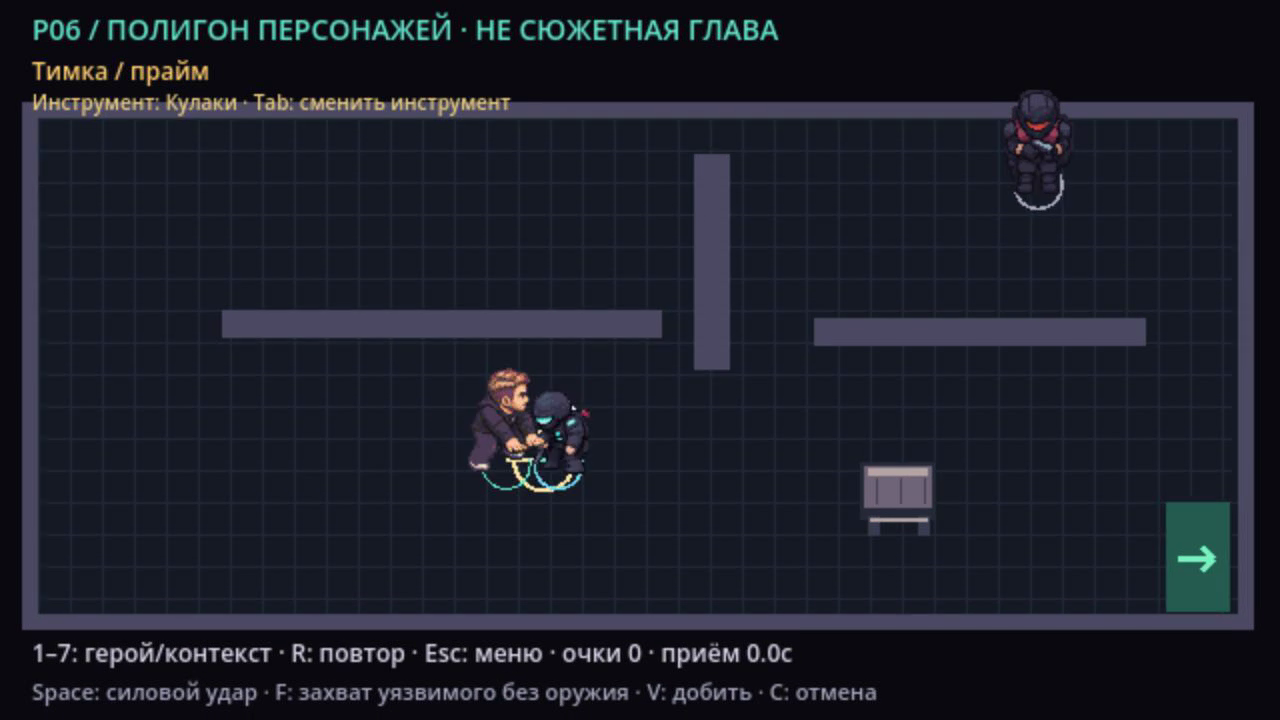 P06 / ПОЛИГОН ПЕРСОНАЖЕЙ · НЕ СЮЖЕТНАЯ ГЛАВА
Тимка / прайм
Инструмент: Кулаки · Tab: сменить инструмент
→
1–7: герой/контекст · R: повтор · Esc: меню · очки 0 · приём 0.0с
Space: силовой удар · F: захват уязвимого без оружия · V: добить · C: отмена